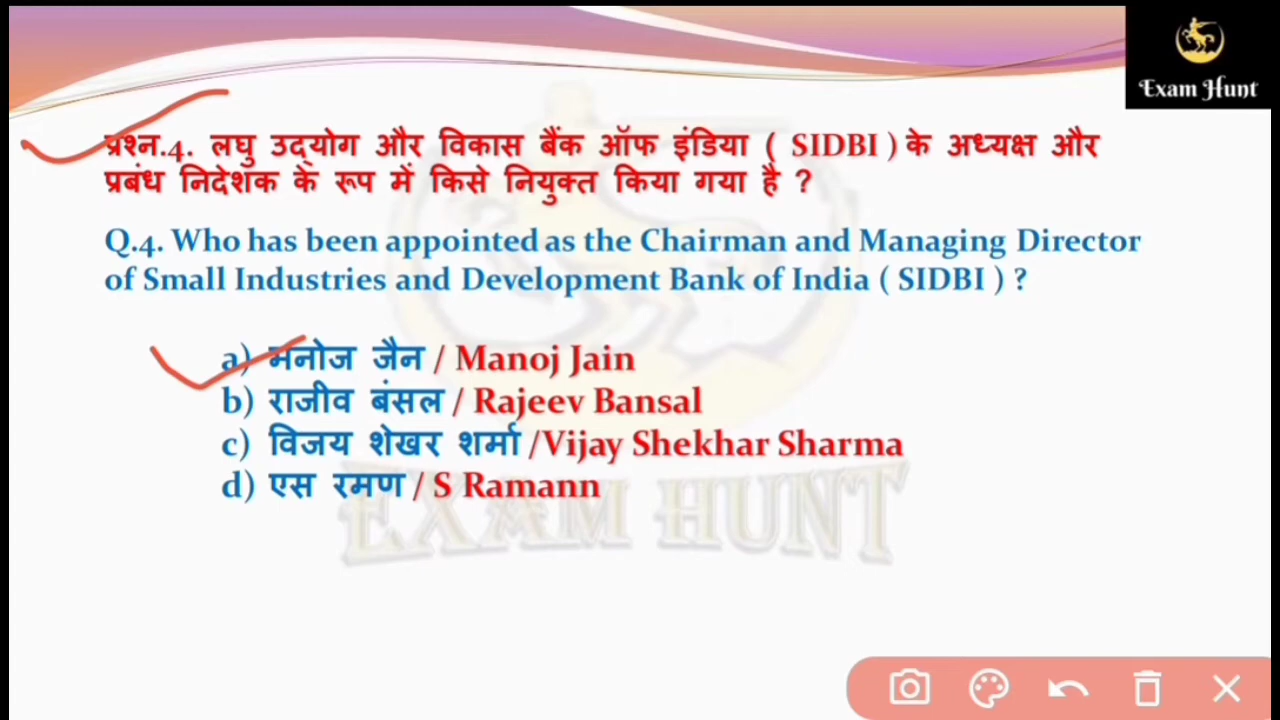 Exam Hunt
प्रश्न.4. लघु उद्योग और विकास बैंक ऑफ इंडिया ( SIDBI ) के अध्यक्ष और
प्रबंध निदेशक के रूप में किसे नियुक्त किया गया है ?
Q.4. Who has been appointed as the Chairman and Managing Director
of Small Industries and Development Bank of India ( SIDBI ) ?
a) मनोज जैन / Manoj Jain
b) राजीव बंसल / Rajeev Bansal
c) विजय शेखर शर्मा /Vijay Shekhar Sharma
d) एस रमण / S Ramann
EXAM HUNT